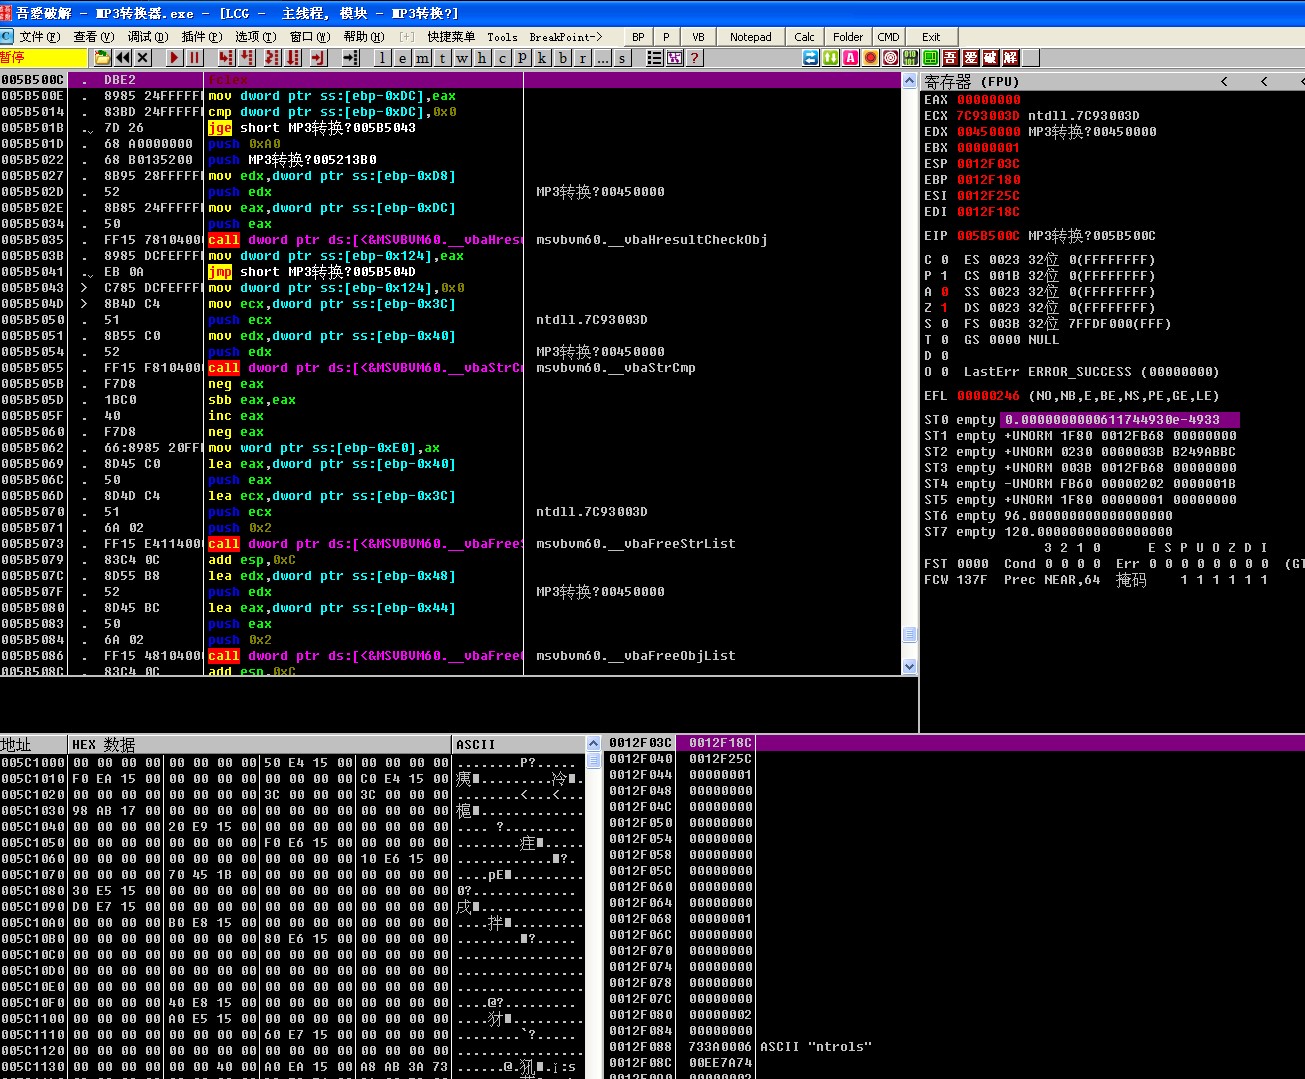 吾爱破解 - MP3转换器.exe - [LCG -  主线程, 模块 - MP3转换?]
C 文件(F) 查看(V) 调试(D) 插件(P) 选项(T) 窗口(W) 帮助(H) [+] 快捷菜单 Tools BreakPoint-> BP P VB Notepad Calc Folder CMD Exit
暂停 l e m t w h c p k b r ... s ? A 吾 爱 破 解
005B500C . DBE2 fclex
005B500E . 8985 24FFFFF mov dword ptr ss:[ebp-0xDC],eax
005B5014 . 83BD 24FFFFF cmp dword ptr ss:[ebp-0xDC],0x0
005B501B . 7D 26 jge short MP3转换?005B5043
005B501D . 68 A0000000 push 0xA0
005B5022 . 68 B0135200 push MP3转换?005213B0
005B5027 . 8B95 28FFFFF mov edx,dword ptr ss:[ebp-0xD8]
005B502D . 52 push edx MP3转换?00450000
005B502E . 8B85 24FFFFF mov eax,dword ptr ss:[ebp-0xDC]
005B5034 . 50 push eax
005B5035 . FF15 78104000 call dword ptr ds:[<&MSVBVM60.__vbaHresu msvbvm60.__vbaHresultCheckObj
005B503B . 8985 DCFEFFF mov dword ptr ss:[ebp-0x124],eax
005B5041 . EB 0A jmp short MP3转换?005B504D
005B5043 > C785 DCFEFFF mov dword ptr ss:[ebp-0x124],0x0
005B504D > 8B4D C4 mov ecx,dword ptr ss:[ebp-0x3C]
005B5050 . 51 push ecx ntdll.7C93003D
005B5051 . 8B55 C0 mov edx,dword ptr ss:[ebp-0x40]
005B5054 . 52 push edx MP3转换?00450000
005B5055 . FF15 F8104000 call dword ptr ds:[<&MSVBVM60.__vbaStrC msvbvm60.__vbaStrCmp
005B505B . F7D8 neg eax
005B505D . 1BC0 sbb eax,eax
005B505F . 40 inc eax
005B5060 . F7D8 neg eax
005B5062 . 66:8985 20FF mov word ptr ss:[ebp-0xE0],ax
005B5069 . 8D45 C0 lea eax,dword ptr ss:[ebp-0x40]
005B506C . 50 push eax
005B506D . 8D4D C4 lea ecx,dword ptr ss:[ebp-0x3C]
005B5070 . 51 push ecx ntdll.7C93003D
005B5071 . 6A 02 push 0x2
005B5073 . FF15 E4114000 call dword ptr ds:[<&MSVBVM60.__vbaFreeS msvbvm60.__vbaFreeStrList
005B5079 . 83C4 0C add esp,0xC
005B507C . 8D55 B8 lea edx,dword ptr ss:[ebp-0x48]
005B507F . 52 push edx MP3转换?00450000
005B5080 . 8D45 BC lea eax,dword ptr ss:[ebp-0x44]
005B5083 . 50 push eax
005B5084 . 6A 02 push 0x2
005B5086 . FF15 48104000 call dword ptr ds:[<&MSVBVM60.__vbaFreeO msvbvm60.__vbaFreeObjList
005B508C . 83C4 0C add esp,0xC
寄存器 (FPU) < < <
EAX 00000000
ECX 7C93003D ntdll.7C93003D
EDX 00450000 MP3转换?00450000
EBX 00000001
ESP 0012F03C
EBP 0012F180
ESI 0012F25C
EDI 0012F18C
EIP 005B500C MP3转换?005B500C
C 0 ES 0023 32位 0(FFFFFFFF)
P 1 CS 001B 32位 0(FFFFFFFF)
A 0 SS 0023 32位 0(FFFFFFFF)
Z 1 DS 0023 32位 0(FFFFFFFF)
S 0 FS 003B 32位 7FFDF000(FFF)
T 0 GS 0000 NULL
D 0
O 0 LastErr ERROR_SUCCESS (00000000)
EFL 00000246 (NO,NB,E,BE,NS,PE,GE,LE)
ST0 empty 0.0000000000611744930e-4933
ST1 empty +UNORM 1F80 0012FB68 00000000
ST2 empty +UNORM 0230 0000003B B249ABBC
ST3 empty +UNORM 003B 0012FB68 00000000
ST4 empty -UNORM FB60 00000202 0000001B
ST5 empty +UNORM 1F80 00000001 00000000
ST6 empty 96.000000000000000000
ST7 empty 120.00000000000000000
3 2 1 0 E S P U O Z D I
FST 0000 Cond 0 0 0 0 Err 0 0 0 0 0 0 0 0 (GT
FCW 137F Prec NEAR,64 掩码 1 1 1 1 1 1
地址 HEX 数据 ASCII
005C1000 00 00 00 00 00 00 00 00 50 E4 15 00 00 00 00 00 ........P?.....
005C1010 F0 EA 15 00 00 00 00 00 00 00 00 00 C0 E4 15 00
005C1020 00 00 00 00 00 00 00 00 3C 00 00 00 3C 00 00 00 ........<...<...
005C1030 98 AB 17 00 00 00 00 00 00 00 00 00 00 00 00 00
005C1040 00 00 00 00 20 E9 15 00 00 00 00 00 00 00 00 00 .... ?.........
005C1050 00 00 00 00 00 00 00 00 F0 E6 15 00 00 00 00 00
005C1060 00 00 00 00 00 00 00 00 00 00 00 00 10 E6 15 00
005C1070 00 00 00 00 70 45 1B 00 00 00 00 00 00 00 00 00 ....pE
005C1080 30 E5 15 00 00 00 00 00 00 00 00 00 00 00 00 00 0?.............
005C1090 D0 E7 15 00 00 00 00 00 00 00 00 00 00 00 00 00
005C10A0 00 00 00 00 B0 E8 15 00 00 00 00 00 00 00 00 00
005C10B0 00 00 00 00 00 00 00 00 80 E6 15 00 00 00 00 00
005C10C0 00 00 00 00 00 00 00 00 00 00 00 00 00 00 00 00 ................
005C10D0 00 00 00 00 00 00 00 00 00 00 00 00 00 00 00 00 ................
005C10E0 00 00 00 00 00 00 00 00 00 00 00 00 00 00 00 00 ................
005C10F0 00 00 00 00 40 E8 15 00 00 00 00 00 00 00 00 00 ....@?.........
005C1100 00 00 00 00 A0 E5 15 00 00 00 00 00 00 00 00 00
005C1110 00 00 00 00 00 00 00 00 60 E7 15 00 00 00 00 00 ........`?.....
005C1120 00 00 00 00 00 00 00 00 00 00 00 00 00 00 00 00 ................
005C1130 00 00 00 00 00 00 40 00 A0 EA 15 00 A8 AB 3A 73
0012F03C 0012F18C
0012F040 0012F25C
0012F044 00000001
0012F048 00000000
0012F04C 00000000
0012F050 00000000
0012F054 00000000
0012F058 00000000
0012F05C 00000000
0012F060 00000000
0012F064 00000000
0012F068 00000001
0012F06C 00000000
0012F070 00000000
0012F074 00000000
0012F078 00000000
0012F07C 00000000
0012F080 00000002
0012F084 00000000
0012F088 733A0006 ASCII "ntrols"
0012F08C 00EE7A74
0012F090 00000002